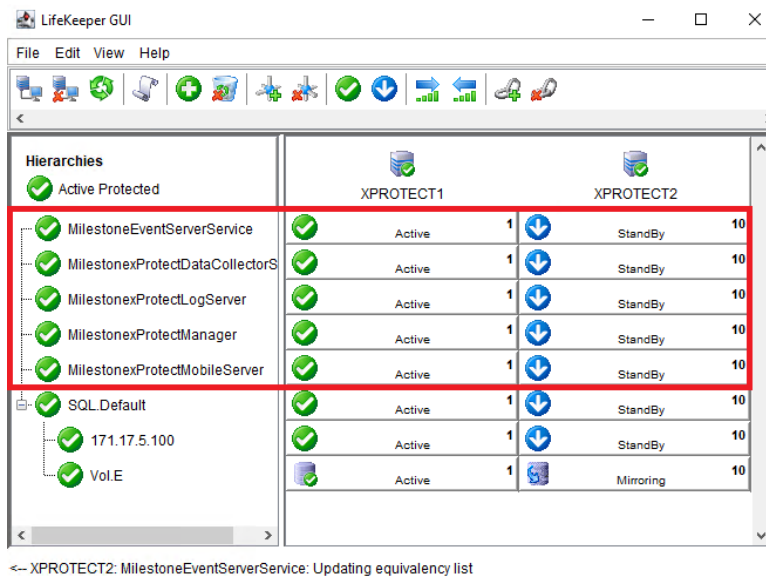 LifeKeeper GUI
File Edit View Help
Hierarchies
Active Protected
XPROTECT1 XPROTECT2
MilestoneEventServerService Active 1 StandBy 10
MilestonexProtectDataCollectorS Active 1 StandBy 10
MilestonexProtectLogServer Active 1 StandBy 10
MilestonexProtectManager Active 1 StandBy 10
MilestonexProtectMobileServer Active 1 StandBy 10
SQL.Default Active 1 StandBy 10
171.17.5.100 Active 1 StandBy 10
Vol.E Active 1 Mirroring 10
<-- XPROTECT2: MilestoneEventServerService: Updating equivalency list